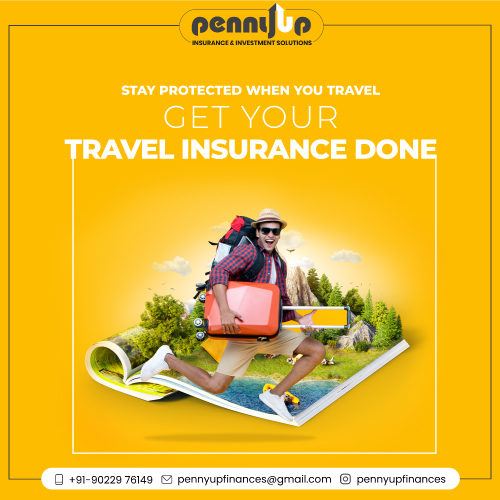 pennyUp
INSURANCE & INVESTMENT SOLUTIONS
STAY PROTECTED WHEN YOU TRAVEL
GET YOUR
TRAVEL INSURANCE DONE
+91-90229 76149 pennyupfinances@gmail.com pennyupfinances